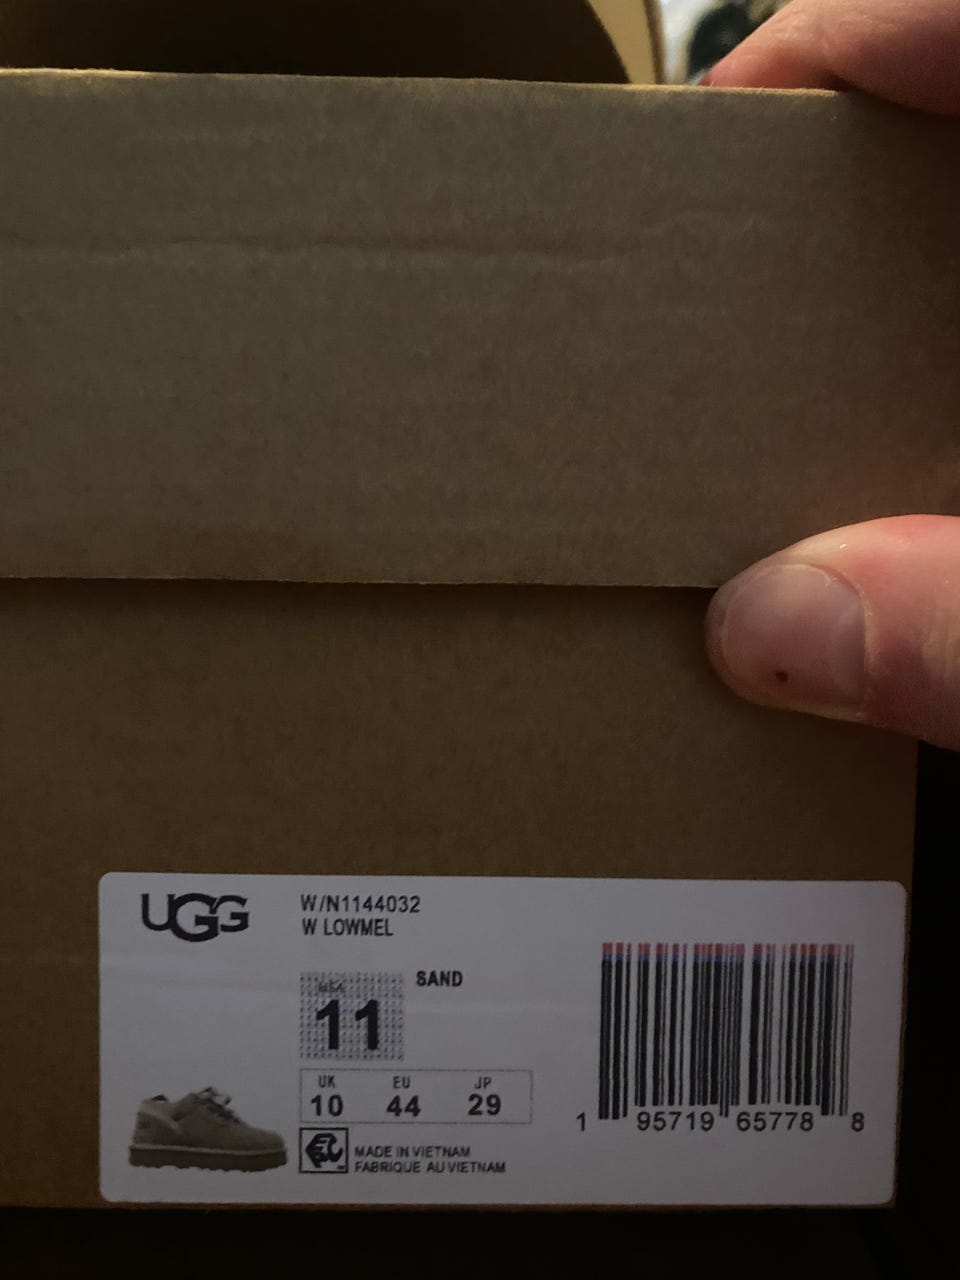 UGG
W/N1144032
W LOWMEL
SAND
USA
11
UK EU JP
10 44 29
MADE IN VIETNAM
FABRIQUE AU VIETNAM
1 95719 65778 8